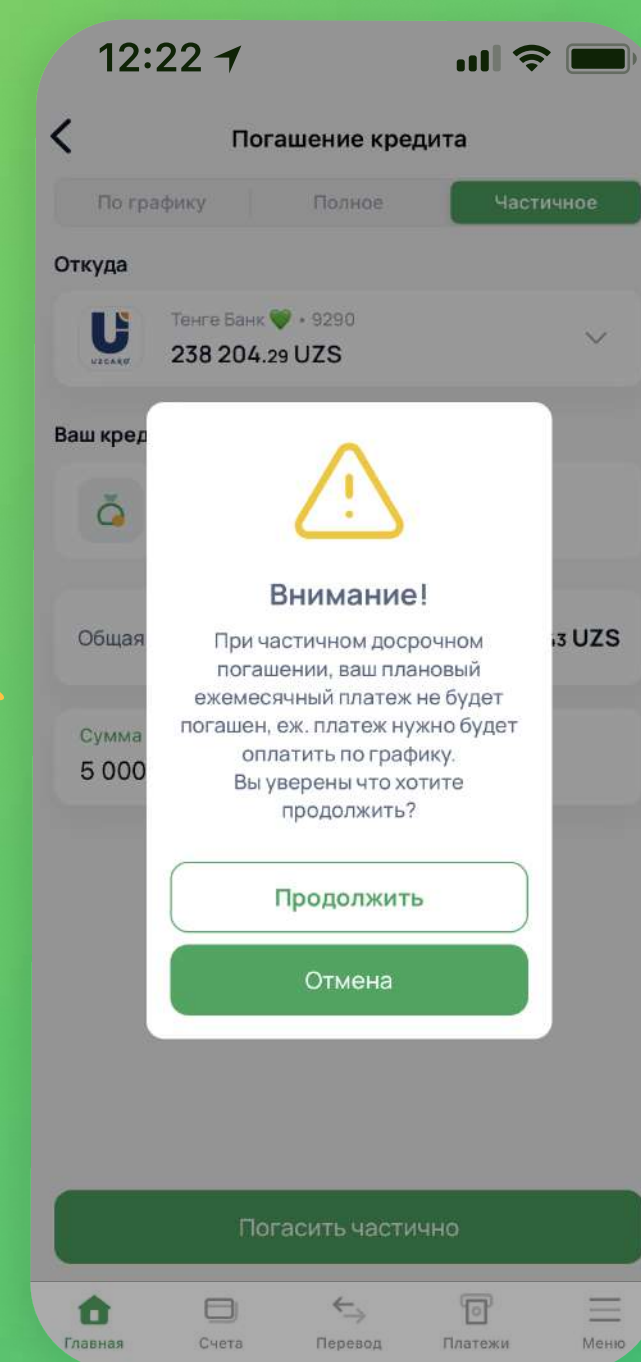 12:22
Погашение кредита
По графику Полное Частичное
Откуда
Тенге Банк 💚 • 9290
238 204.29 UZS
UZCARD
Ваш кред
Внимание!
При частичном досрочном
погашении, ваш плановый
ежемесячный платеж не будет
погашен, еж. платеж нужно будет
оплатить по графику.
Вы уверены что хотите
продолжить?
Общая
43 UZS
Сумма
5 000
Продолжить
Отмена
Погасить частично
Главная Счета Перевод Платежи Меню